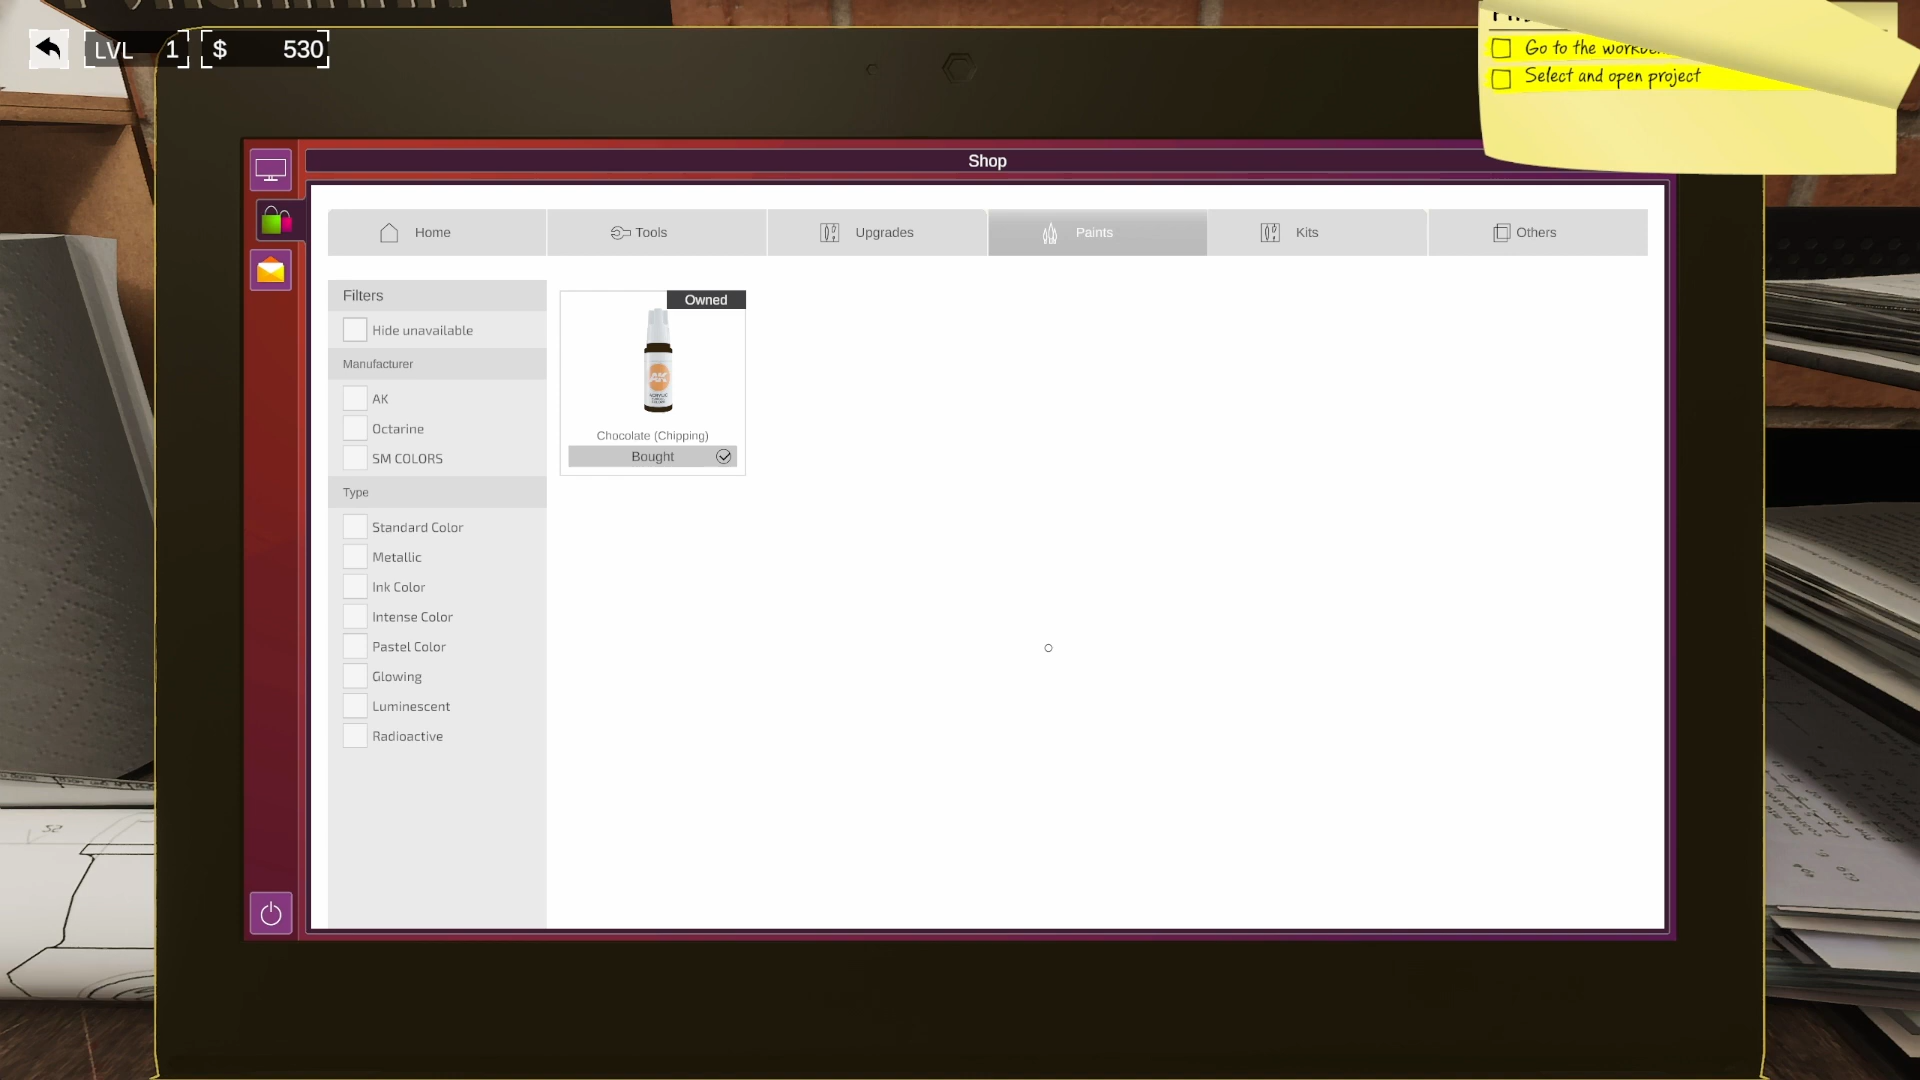 LVL 1 $ 530
Go to the workbe
Select and open project
Shop
Home Tools Upgrades Paints Kits Others
Filters
Hide unavailable
Manufacturer
AK
Octarine
SM COLORS
Type
Standard Color
Metallic
Ink Color
Intense Color
Pastel Color
Glowing
Luminescent
Radioactive
Owned
AK
Chocolate (Chipping)
Bought